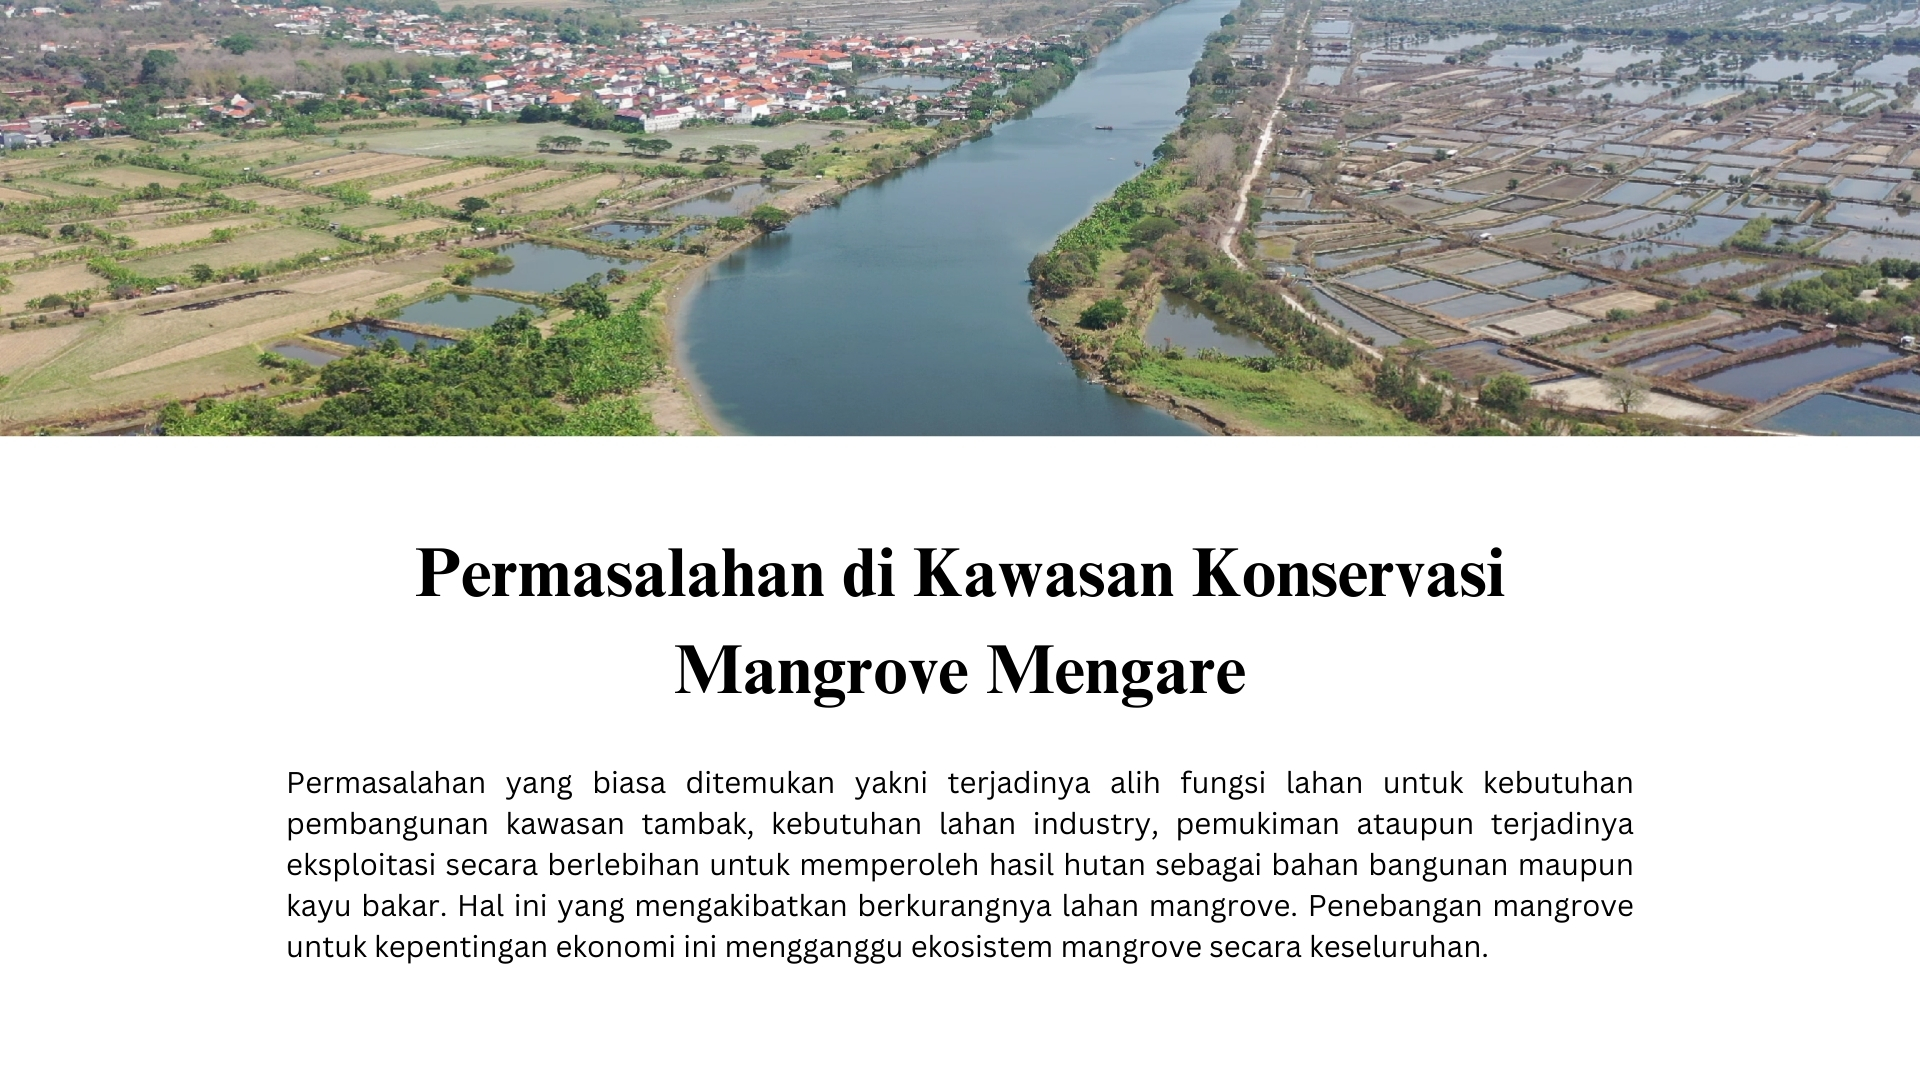 Permasalahan di Kawasan Konservasi
Mangrove Mengare
Permasalahan yang biasa ditemukan yakni terjadinya alih fungsi lahan untuk kebutuhan
pembangunan kawasan tambak, kebutuhan lahan industry, pemukiman ataupun terjadinya
eksploitasi secara berlebihan untuk memperoleh hasil hutan sebagai bahan bangunan maupun
kayu bakar. Hal ini yang mengakibatkan berkurangnya lahan mangrove. Penebangan mangrove
untuk kepentingan ekonomi ini mengganggu ekosistem mangrove secara keseluruhan.